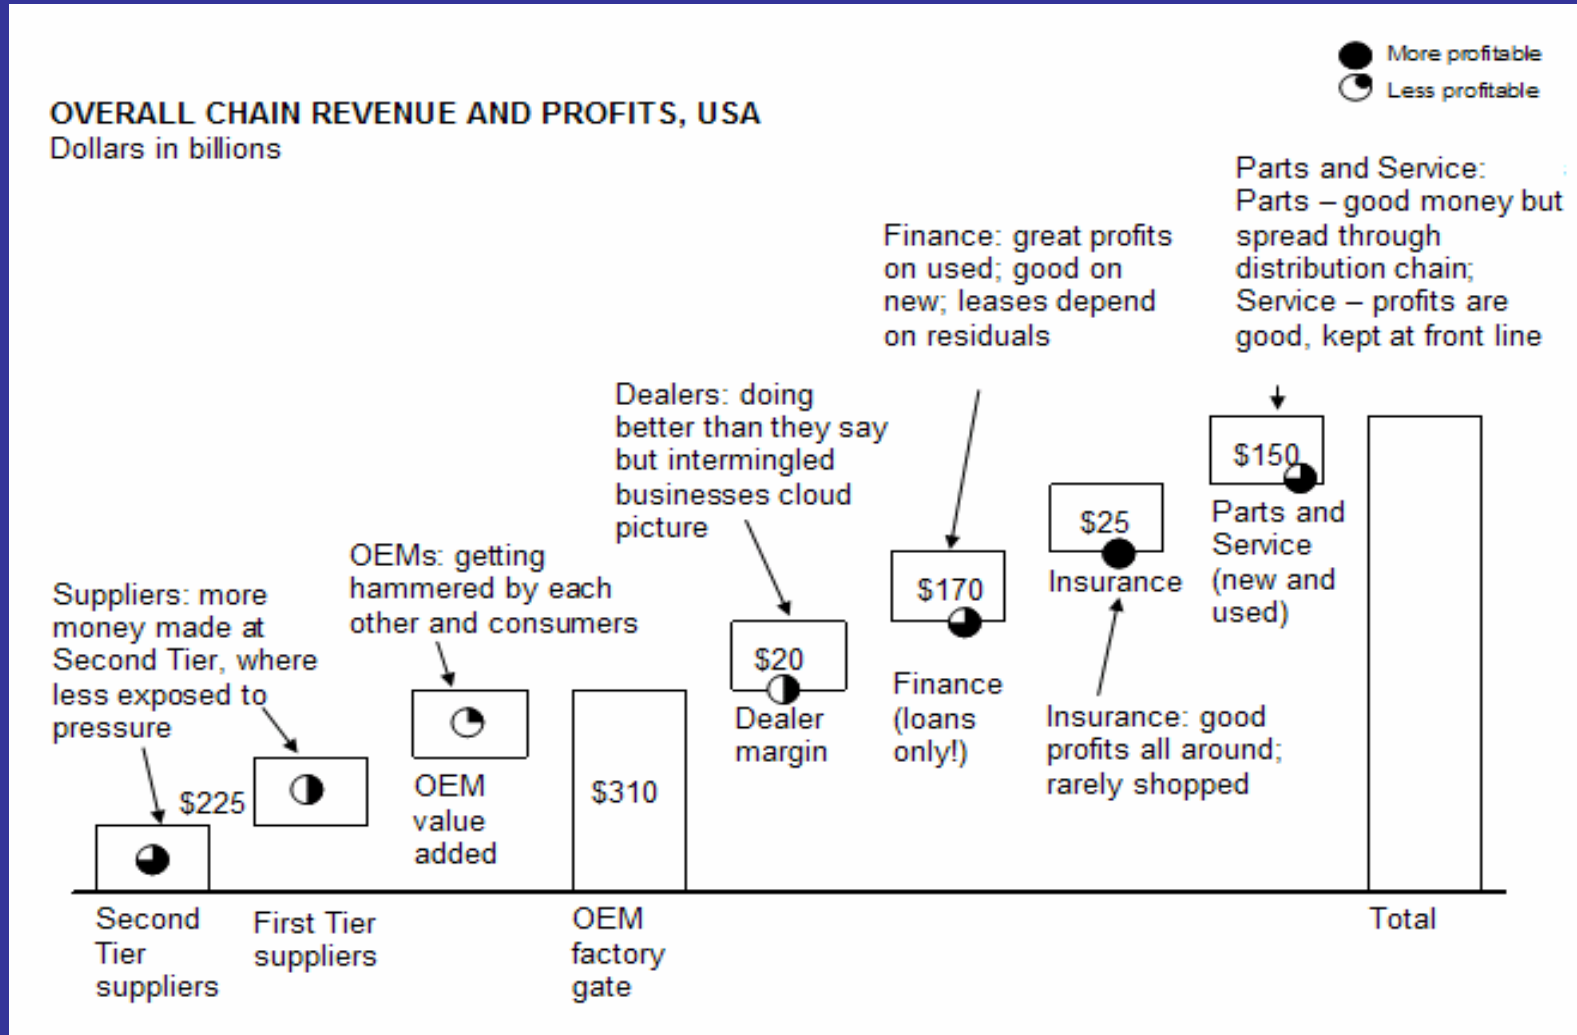 More profitable
Less profitable
OVERALL CHAIN REVENUE AND PROFITS, USA
Dollars in billions
Parts and Service:
Parts – good money but
spread through
distribution chain;
Service – profits are
good, kept at front line
Finance: great profits
on used; good on
new; leases depend
on residuals
Dealers: doing
better than they say
but intermingled
businesses cloud
picture
OEMs: getting
hammered by each
other and consumers
Suppliers: more
money made at
Second Tier, where
less exposed to
pressure
$225
$310
$20
$170
$25
$150
Second
Tier
suppliers
First Tier
suppliers
OEM
value
added
OEM
factory
gate
Dealer
margin
Finance
(loans
only!)
Insurance
Insurance: good
profits all around;
rarely shopped
Parts and
Service
(new and
used)
Total